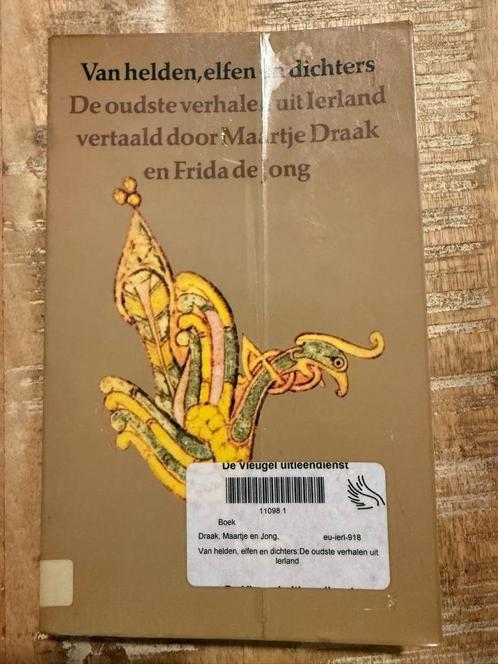 Van helden, elfen en dichters
De oudste verhalen uit Ierland
vertaald door Maartje Draak
en Frida de Jong
De Vleugel uitleendienst
11098 1
Boek
Draak, Maartje en Jong, eu-ierl-918
Van helden, elfen en dichters:De oudste verhalen uit
Ierland